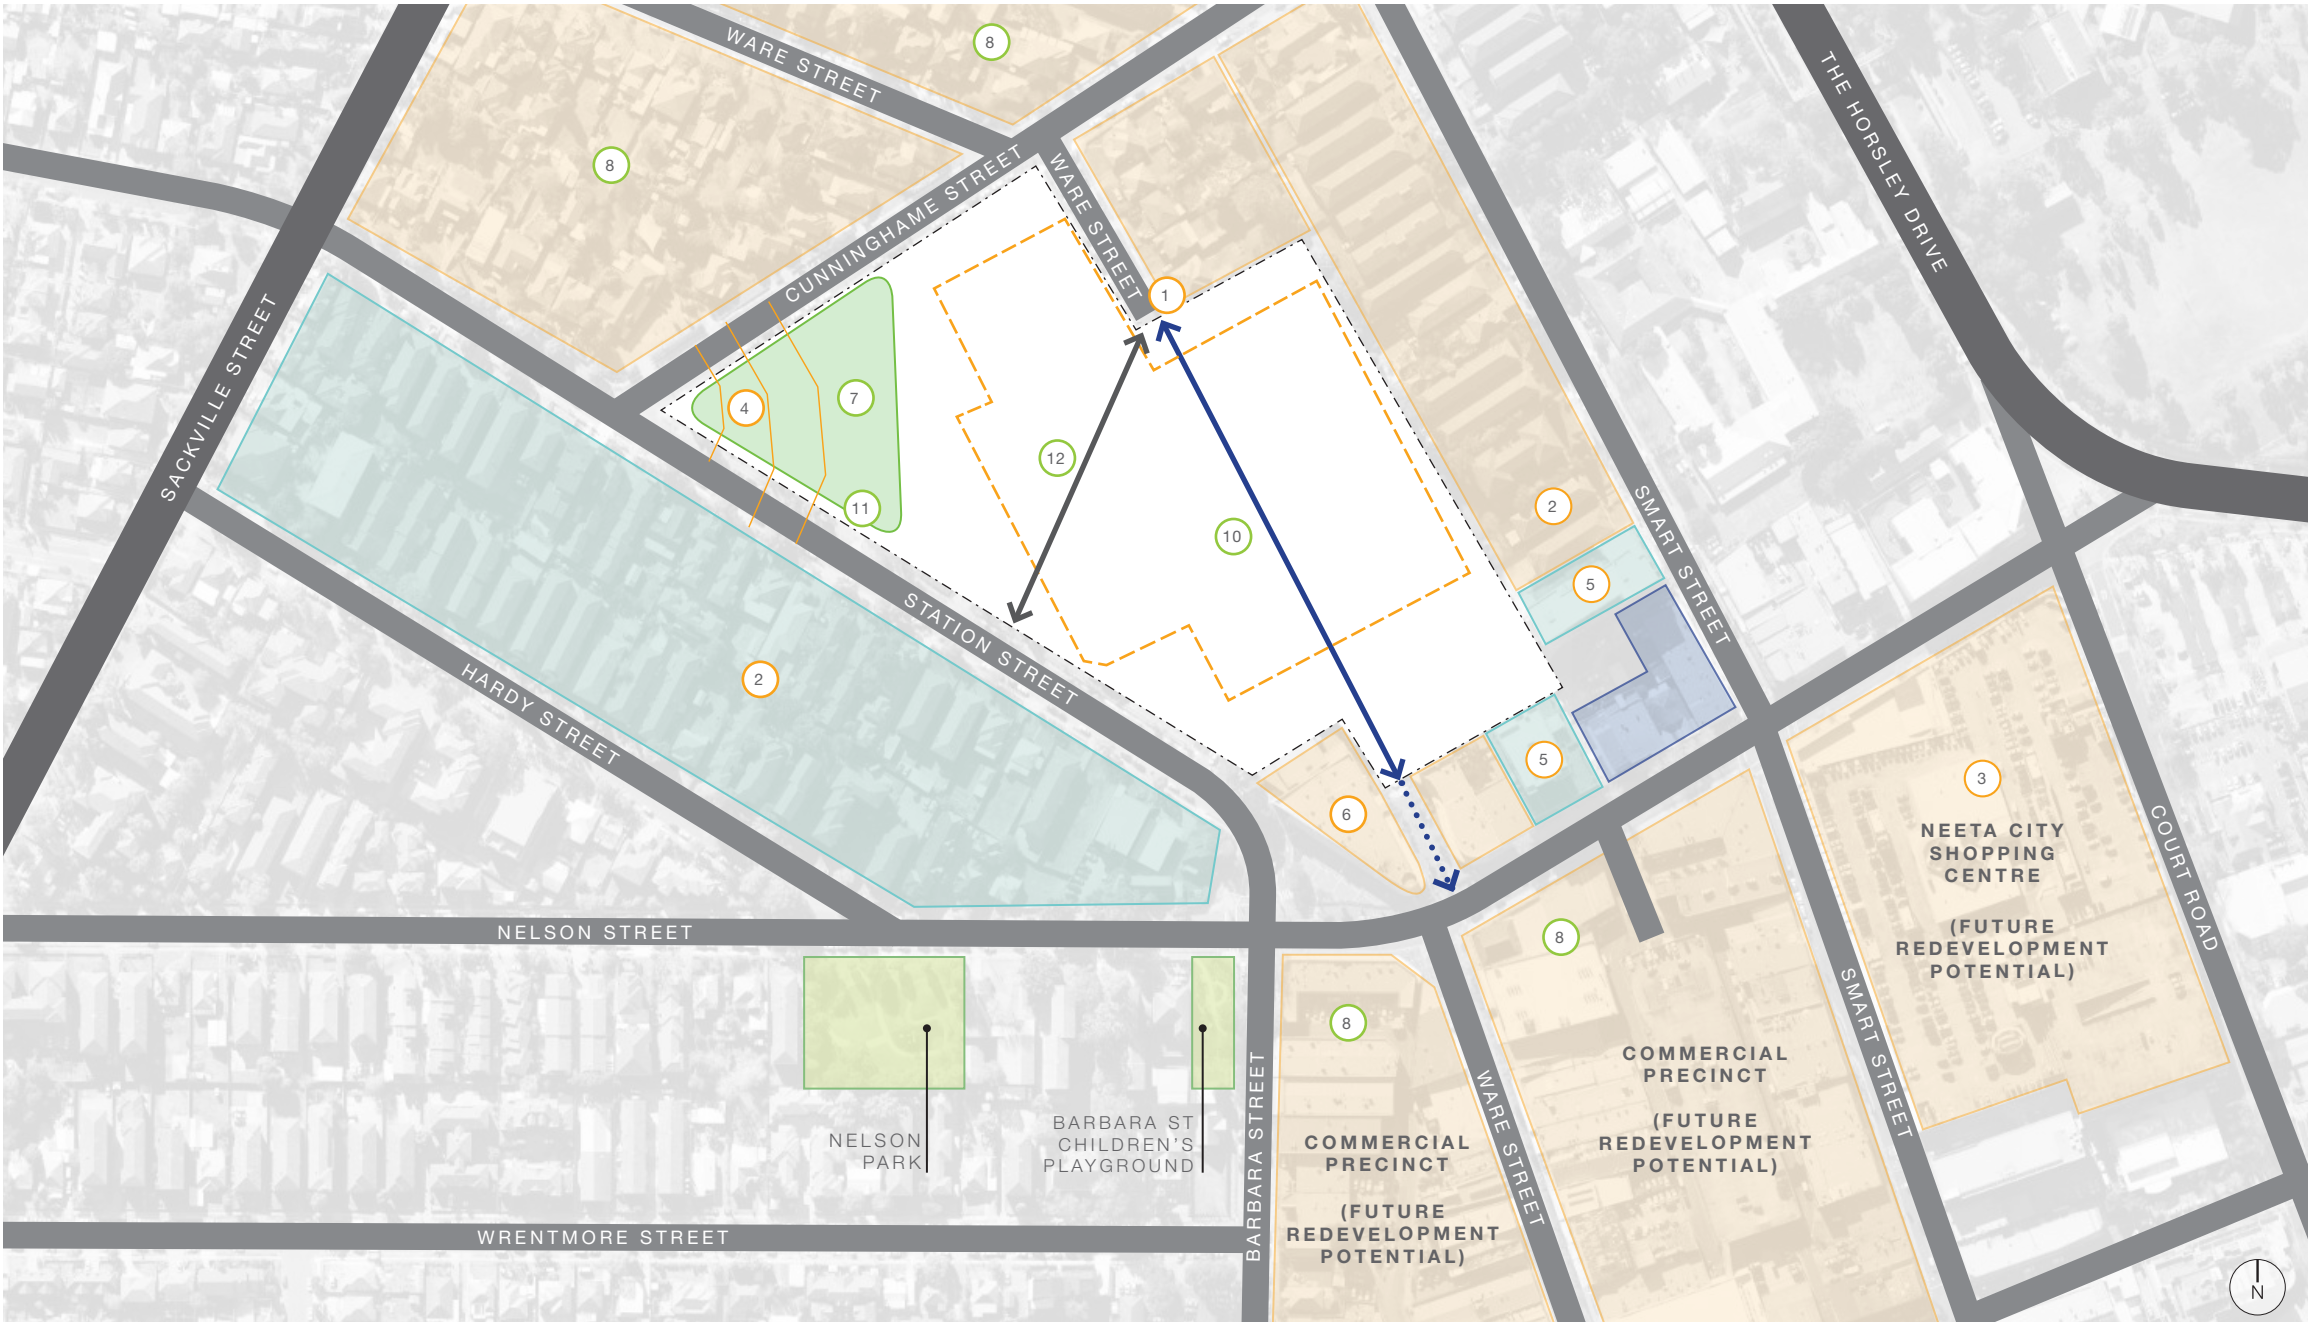 WARE STREET
8
8
CUNNINGHAME STREET
WARE STREET
THE HORSLEY DRIVE
1
SACKVILLE STREET
4
7
12
11
10
2
SMART STREET
5
STATION STREET
HARDY STREET
2
5
6
3
NEETA CITY
SHOPPING
CENTRE
(FUTURE
REDEVELOPMENT
POTENTIAL)
COURT ROAD
NELSON STREET
8
8
SMART STREET
COMMERCIAL
PRECINCT
(FUTURE
REDEVELOPMENT
POTENTIAL)
NELSON
PARK
BARBARA ST
CHILDREN'S
PLAYGROUND
BARBARA STREET
COMMERCIAL
PRECINCT
(FUTURE
REDEVELOPMENT
POTENTIAL)
WARE STREET
WRENTMORE STREET
N